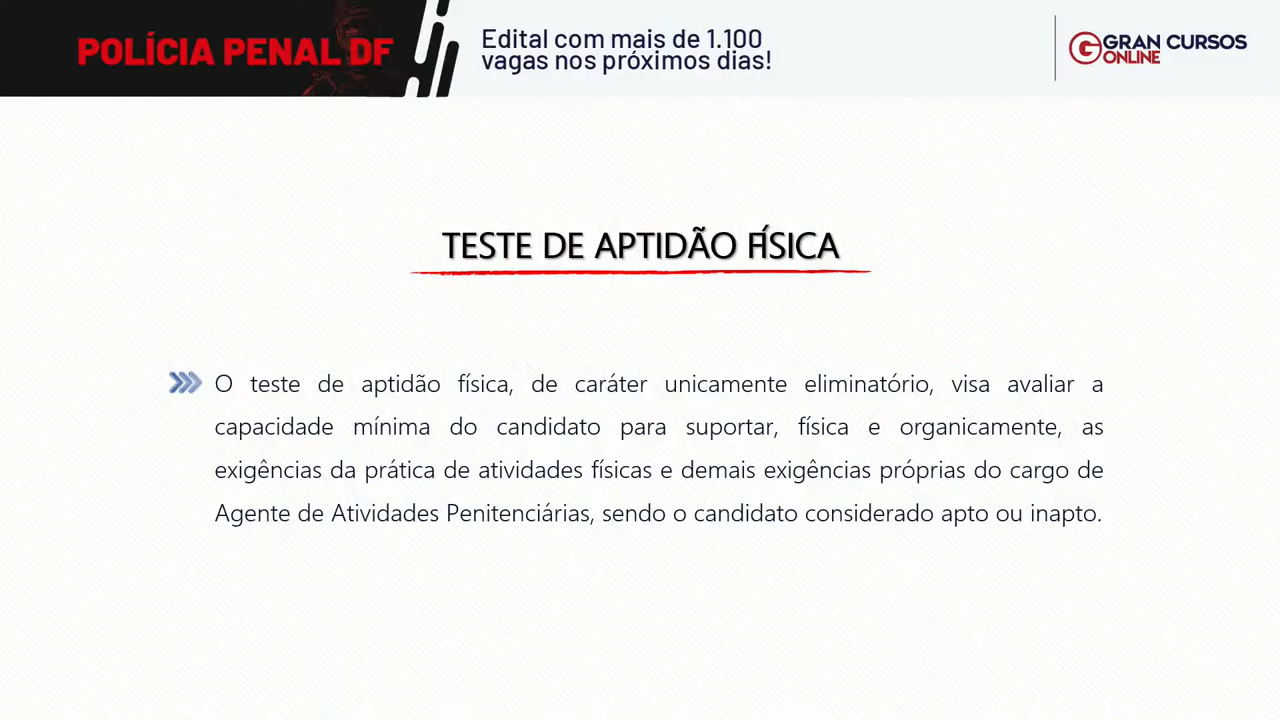 POLÍCIA PENAL DF
Edital com mais de 1.100
vagas nos próximos dias!
GRAN CURSOS
ONLINE
TESTE DE APTIDÃO FÍSICA
O teste de aptidão física, de caráter unicamente eliminatório, visa avaliar a
capacidade mínima do candidato para suportar, física e organicamente, as
exigências da prática de atividades físicas e demais exigências próprias do cargo de
Agente de Atividades Penitenciárias, sendo o candidato considerado apto ou inapto.